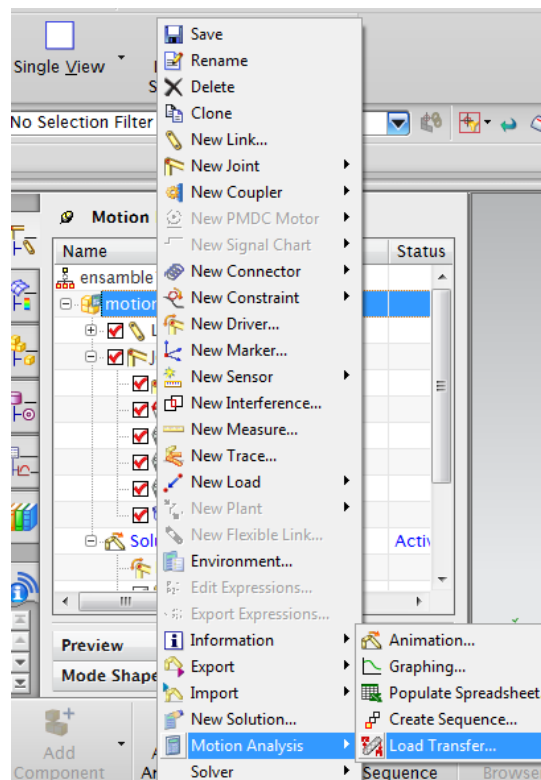 Single View
S
No Selection Filter
Save
Rename
Delete
Clone
New Link...
New Joint
New Coupler
New PMDC Motor
New Signal Chart
New Connector
New Constraint
New Driver...
New Marker...
New Sensor
New Interference...
New Measure...
New Trace...
New Load
New Plant
New Flexible Link...
Environment...
Edit Expressions...
Export Expressions...
Information
Export
Import
New Solution...
Motion Analysis
Solver
Motion
Name
Status
ensamble
motion
L
J
Solu
Activ
Preview
Mode Shape
Add
Component
A
Ar
Animation...
Graphing...
Populate Spreadsheet
Create Sequence...
Load Transfer...
Sequence
Browse